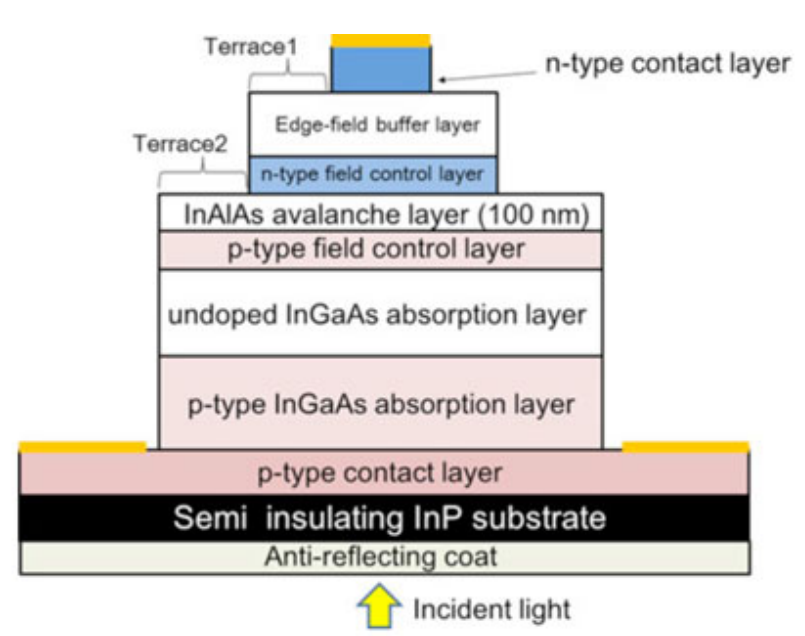 Terrace1
n-type contact layer
Edge-field buffer layer
Terrace2
n-type field control layer
InAlAs avalanche layer (100 nm)
p-type field control layer
undoped InGaAs absorption layer
p-type InGaAs absorption layer
p-type contact layer
Semi insulating InP substrate
Anti-reflecting coat
Incident light